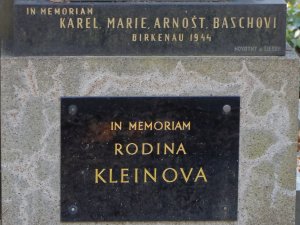 IN MEMORIAM
KAREL, MARIE, ARNOŠT, BASCHOVI
BIRKENAU 1944
IN MEMORIAM
RODINA
KLEINOVA